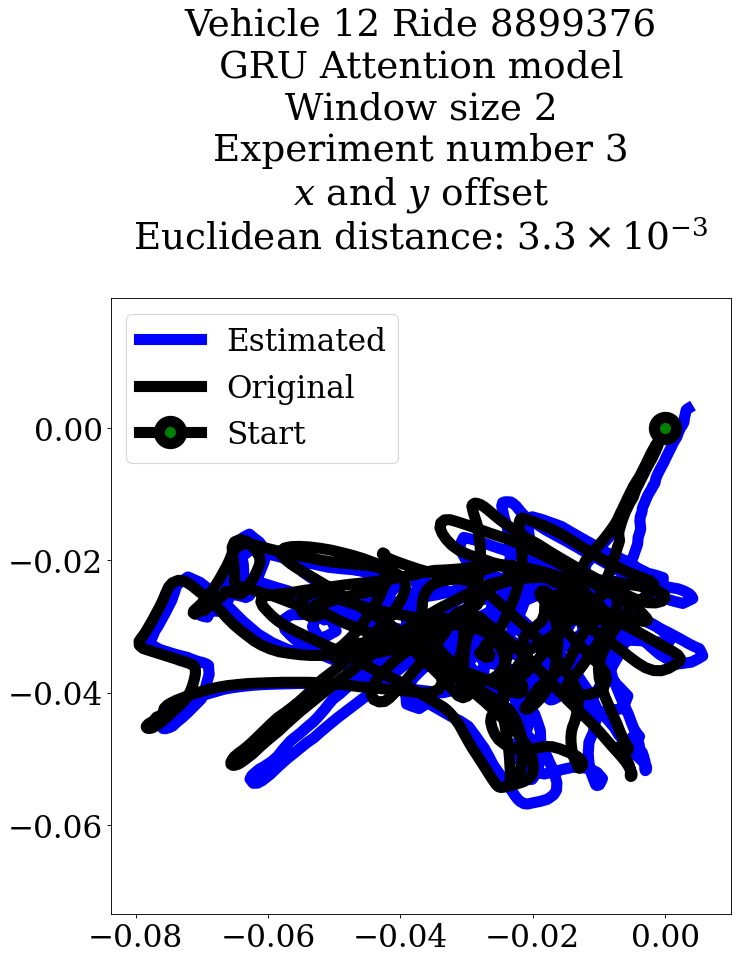 Vehicle 12 Ride 8899376
GRU Attention model
Window size 2
Experiment number 3
x and y offset
Euclidean distance: 3.3 × 10⁻³
Estimated
Original
Start
0.00
−0.02
−0.04
−0.06
−0.08 −0.06 −0.04 −0.02 0.00